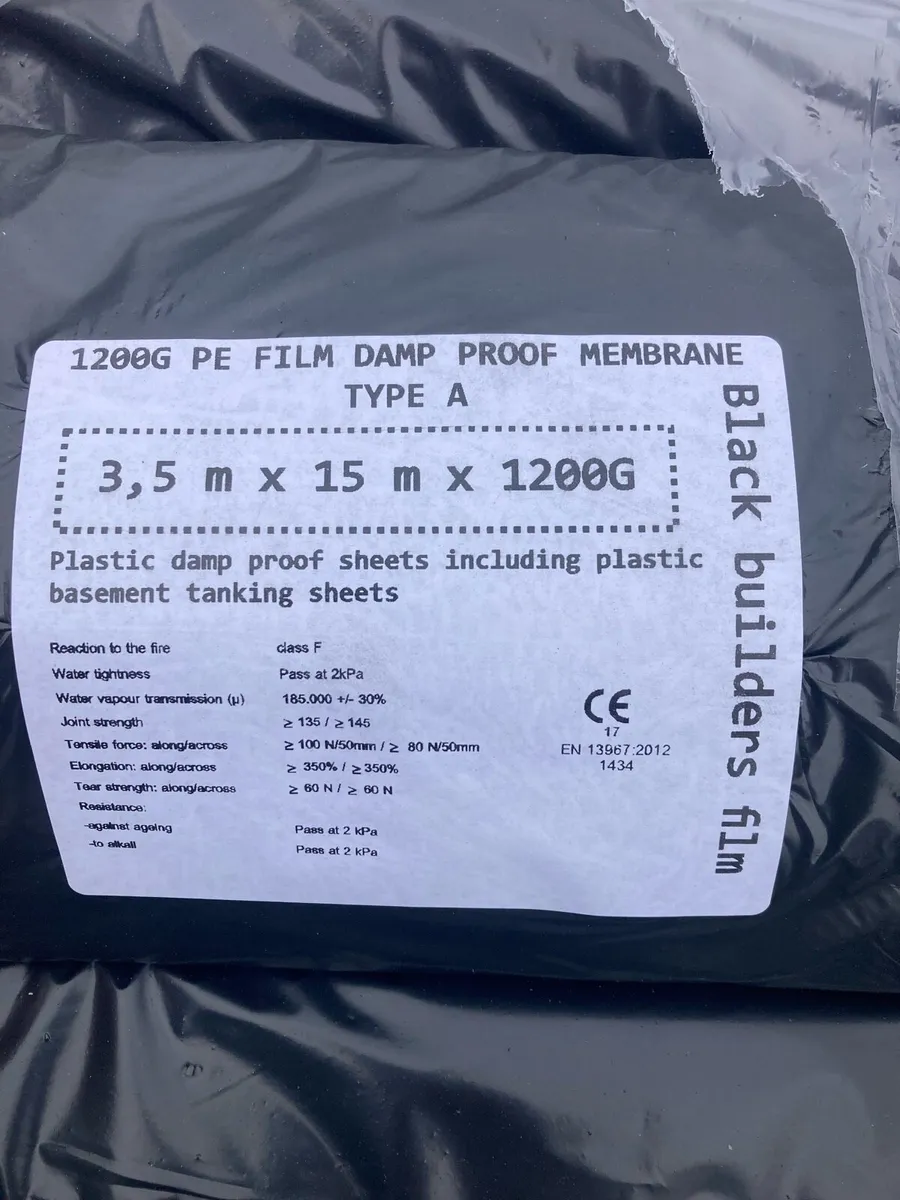 1200G PE FILM DAMP PROOF MEMBRANE
TYPE A
3,5 m x 15 m x 1200G
Plastic damp proof sheets including plastic
basement tanking sheets
Reaction to the fire class F
Water tightness Pass at 2kPa
Water vapour transmission (µ) 185.000 +/- 30%
Joint strength ≥ 135 / ≥ 145
Tensile force: along/across ≥ 100 N/50mm / ≥ 80 N/50mm
Elongation: along/across ≥ 350% / ≥ 350%
Tear strength: along/across ≥ 60 N / ≥ 60 N
Resistance:
-against ageing Pass at 2 kPa
-to alkali Pass at 2 kPa
CE
17
EN 13967:2012
1434
Black builders film